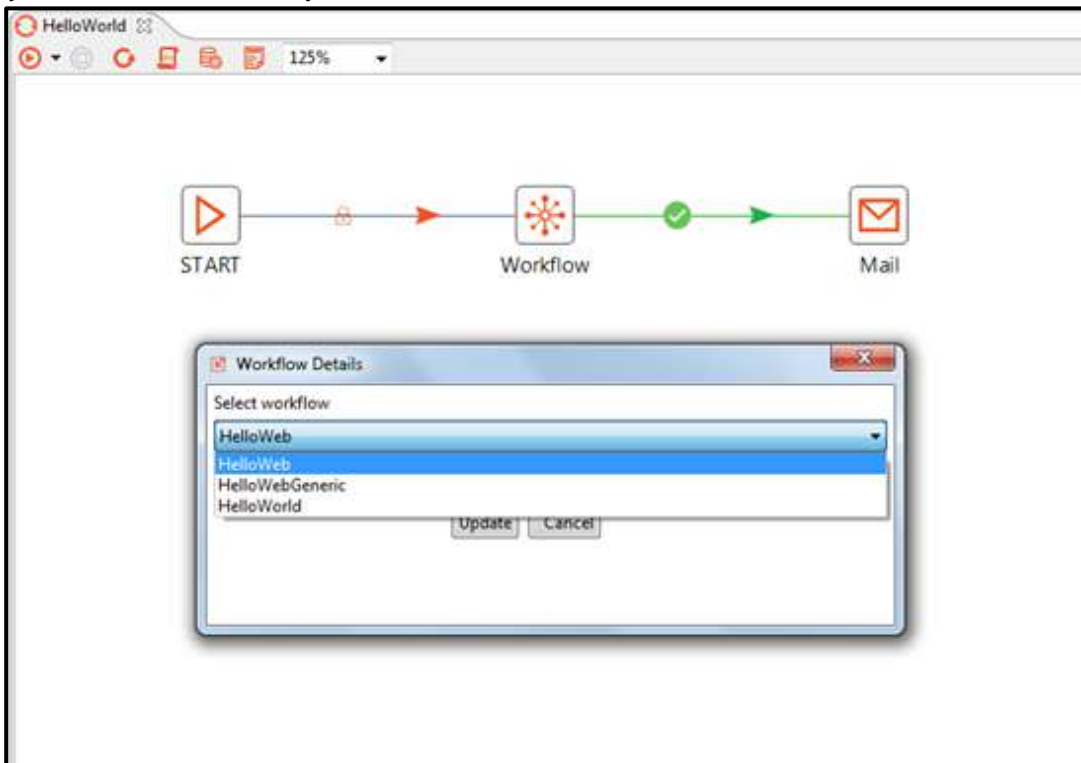 HelloWorld
125%
START
Workflow
Mail
Workflow Details
Select workflow
HelloWeb
HelloWeb
HelloWebGeneric
HelloWorld
Update Cancel